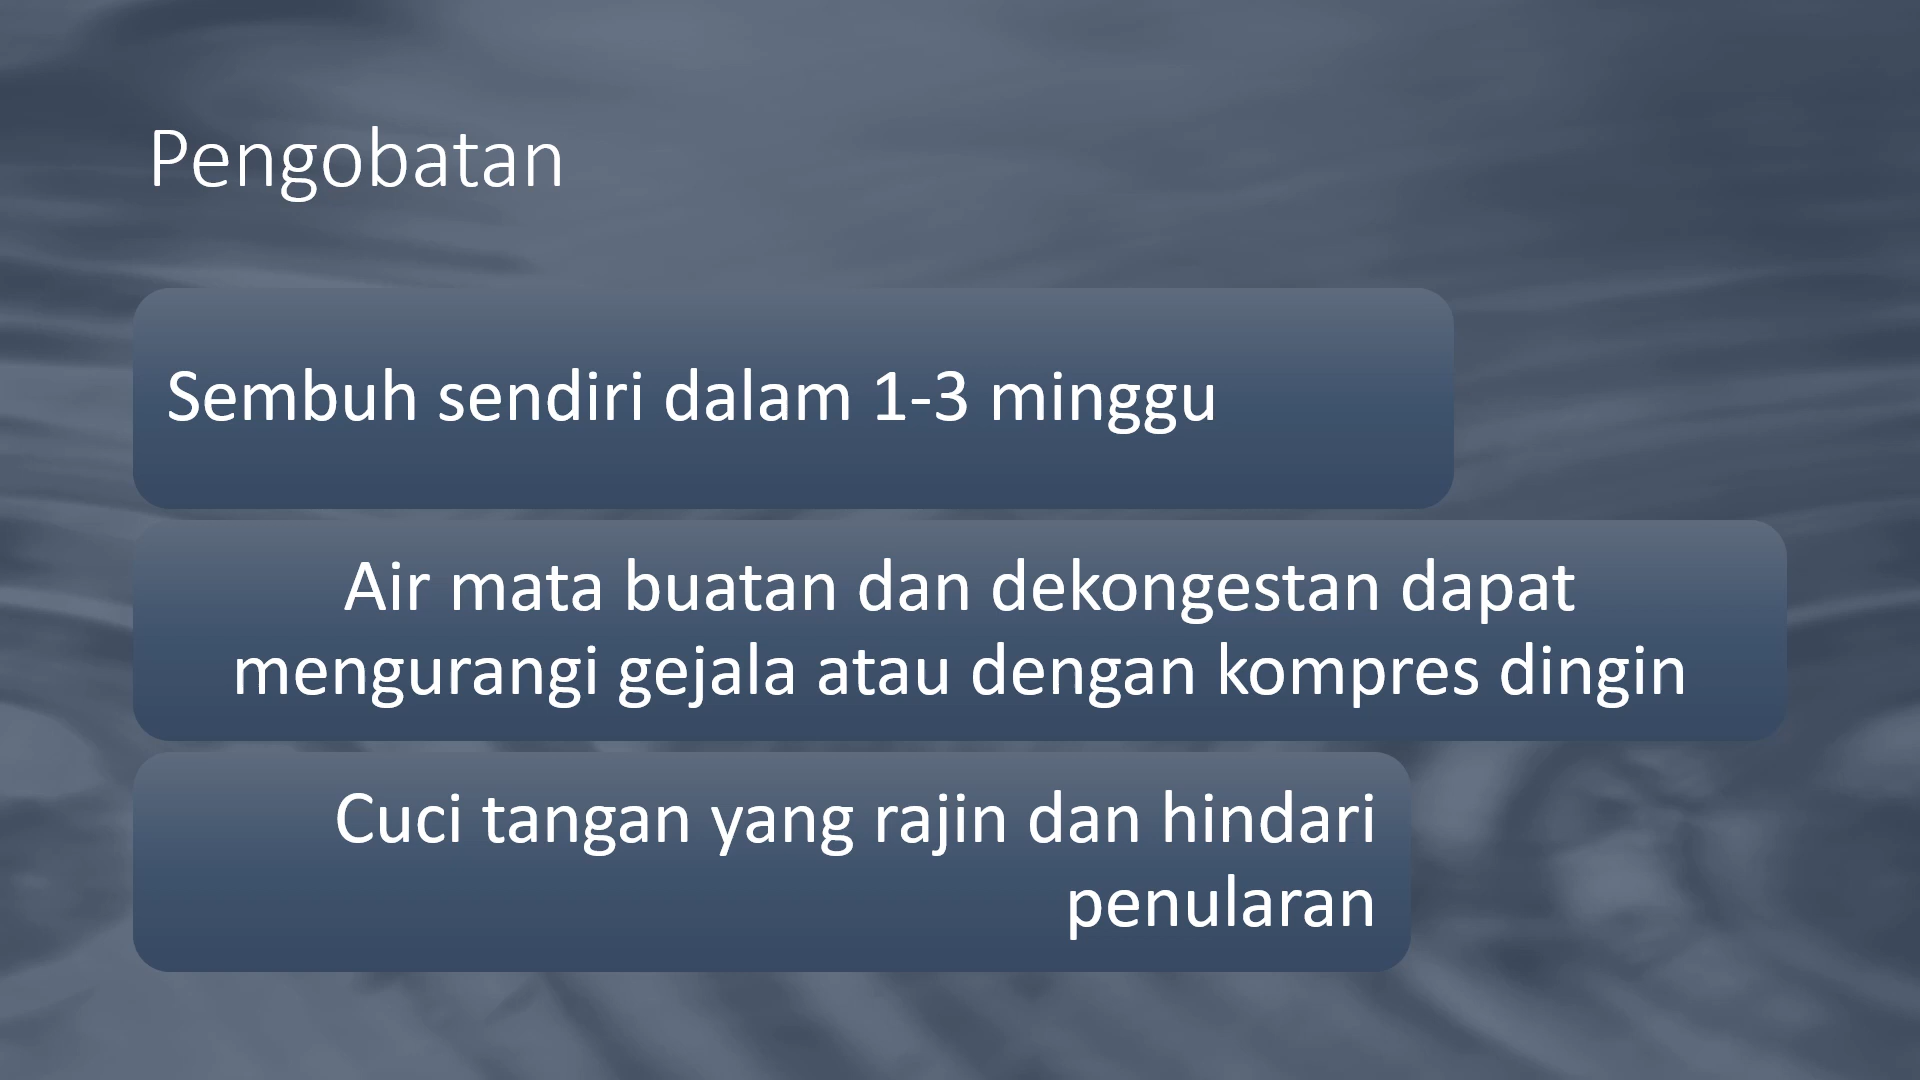 Pengobatan
Sembuh sendiri dalam 1-3 minggu
Air mata buatan dan dekongestan dapat
mengurangi gejala atau dengan kompres dingin
Cuci tangan yang rajin dan hindari
penularan